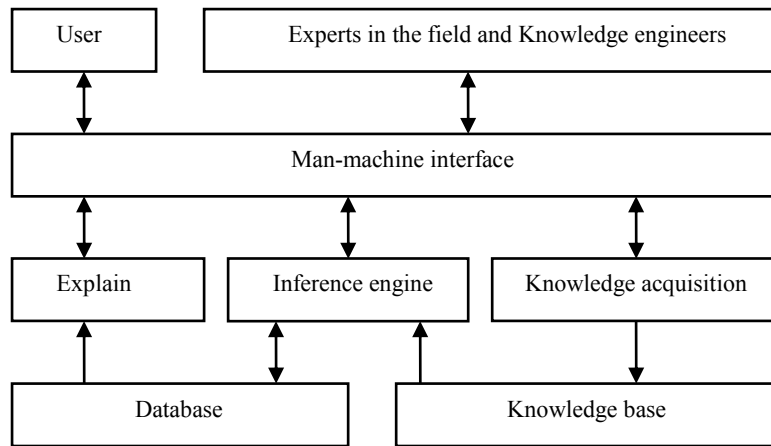 User
Experts in the field and Knowledge engineers
Man-machine interface
Explain
Inference engine
Knowledge acquisition
Database
Knowledge base